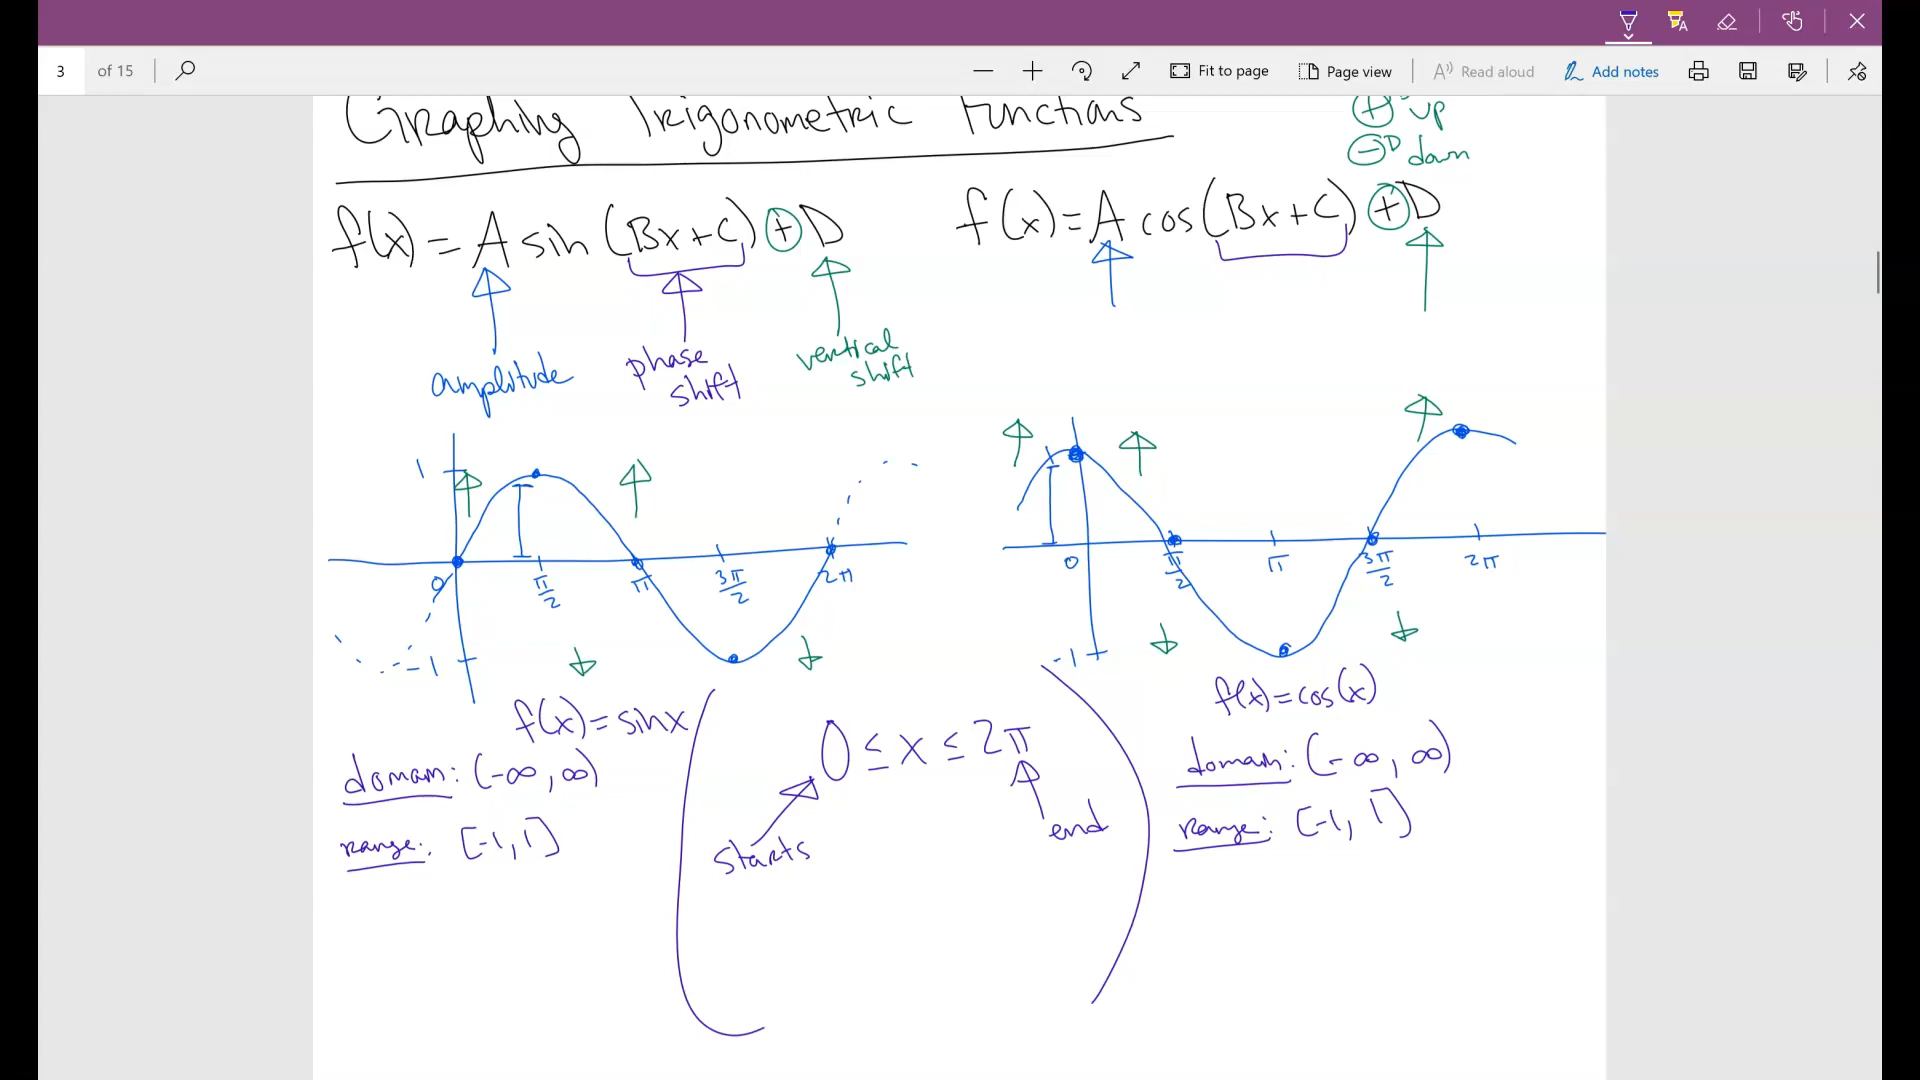 3 of 15
Fit to page
Page view
Read aloud
Add notes
Graphing Trigonometric Functions
+ up
- D down
f(x) = A sin (Bx+C) + D
f(x) = A cos (Bx+C) + D
amplitude
phase shift
vertical shift
1
0
π/2
π
3π/2
2π
-1
1
0
π/2
π
3π/2
2π
-1
f(x) = sin x
domain: (-∞, ∞)
range: [-1, 1]
0 ≤ x ≤ 2π
starts
end
f(x) = cos(x)
domain: (-∞, ∞)
range: [-1, 1]